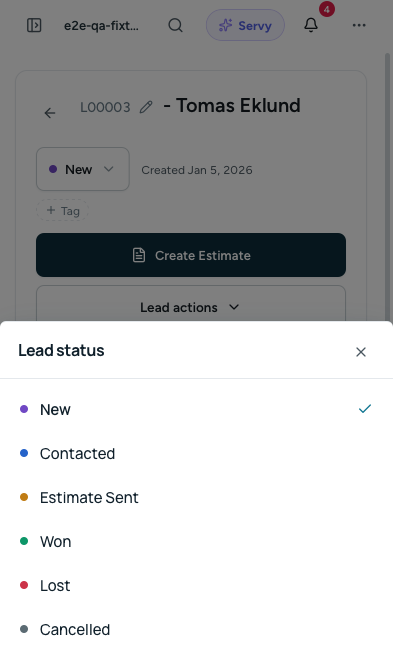 e2e-qa-fixt...
Servy
4
L00003 - Tomas Eklund
New
Created Jan 5, 2026
+ Tag
Create Estimate
Lead actions
Lead status
New
Contacted
Estimate Sent
Won
Lost
Cancelled